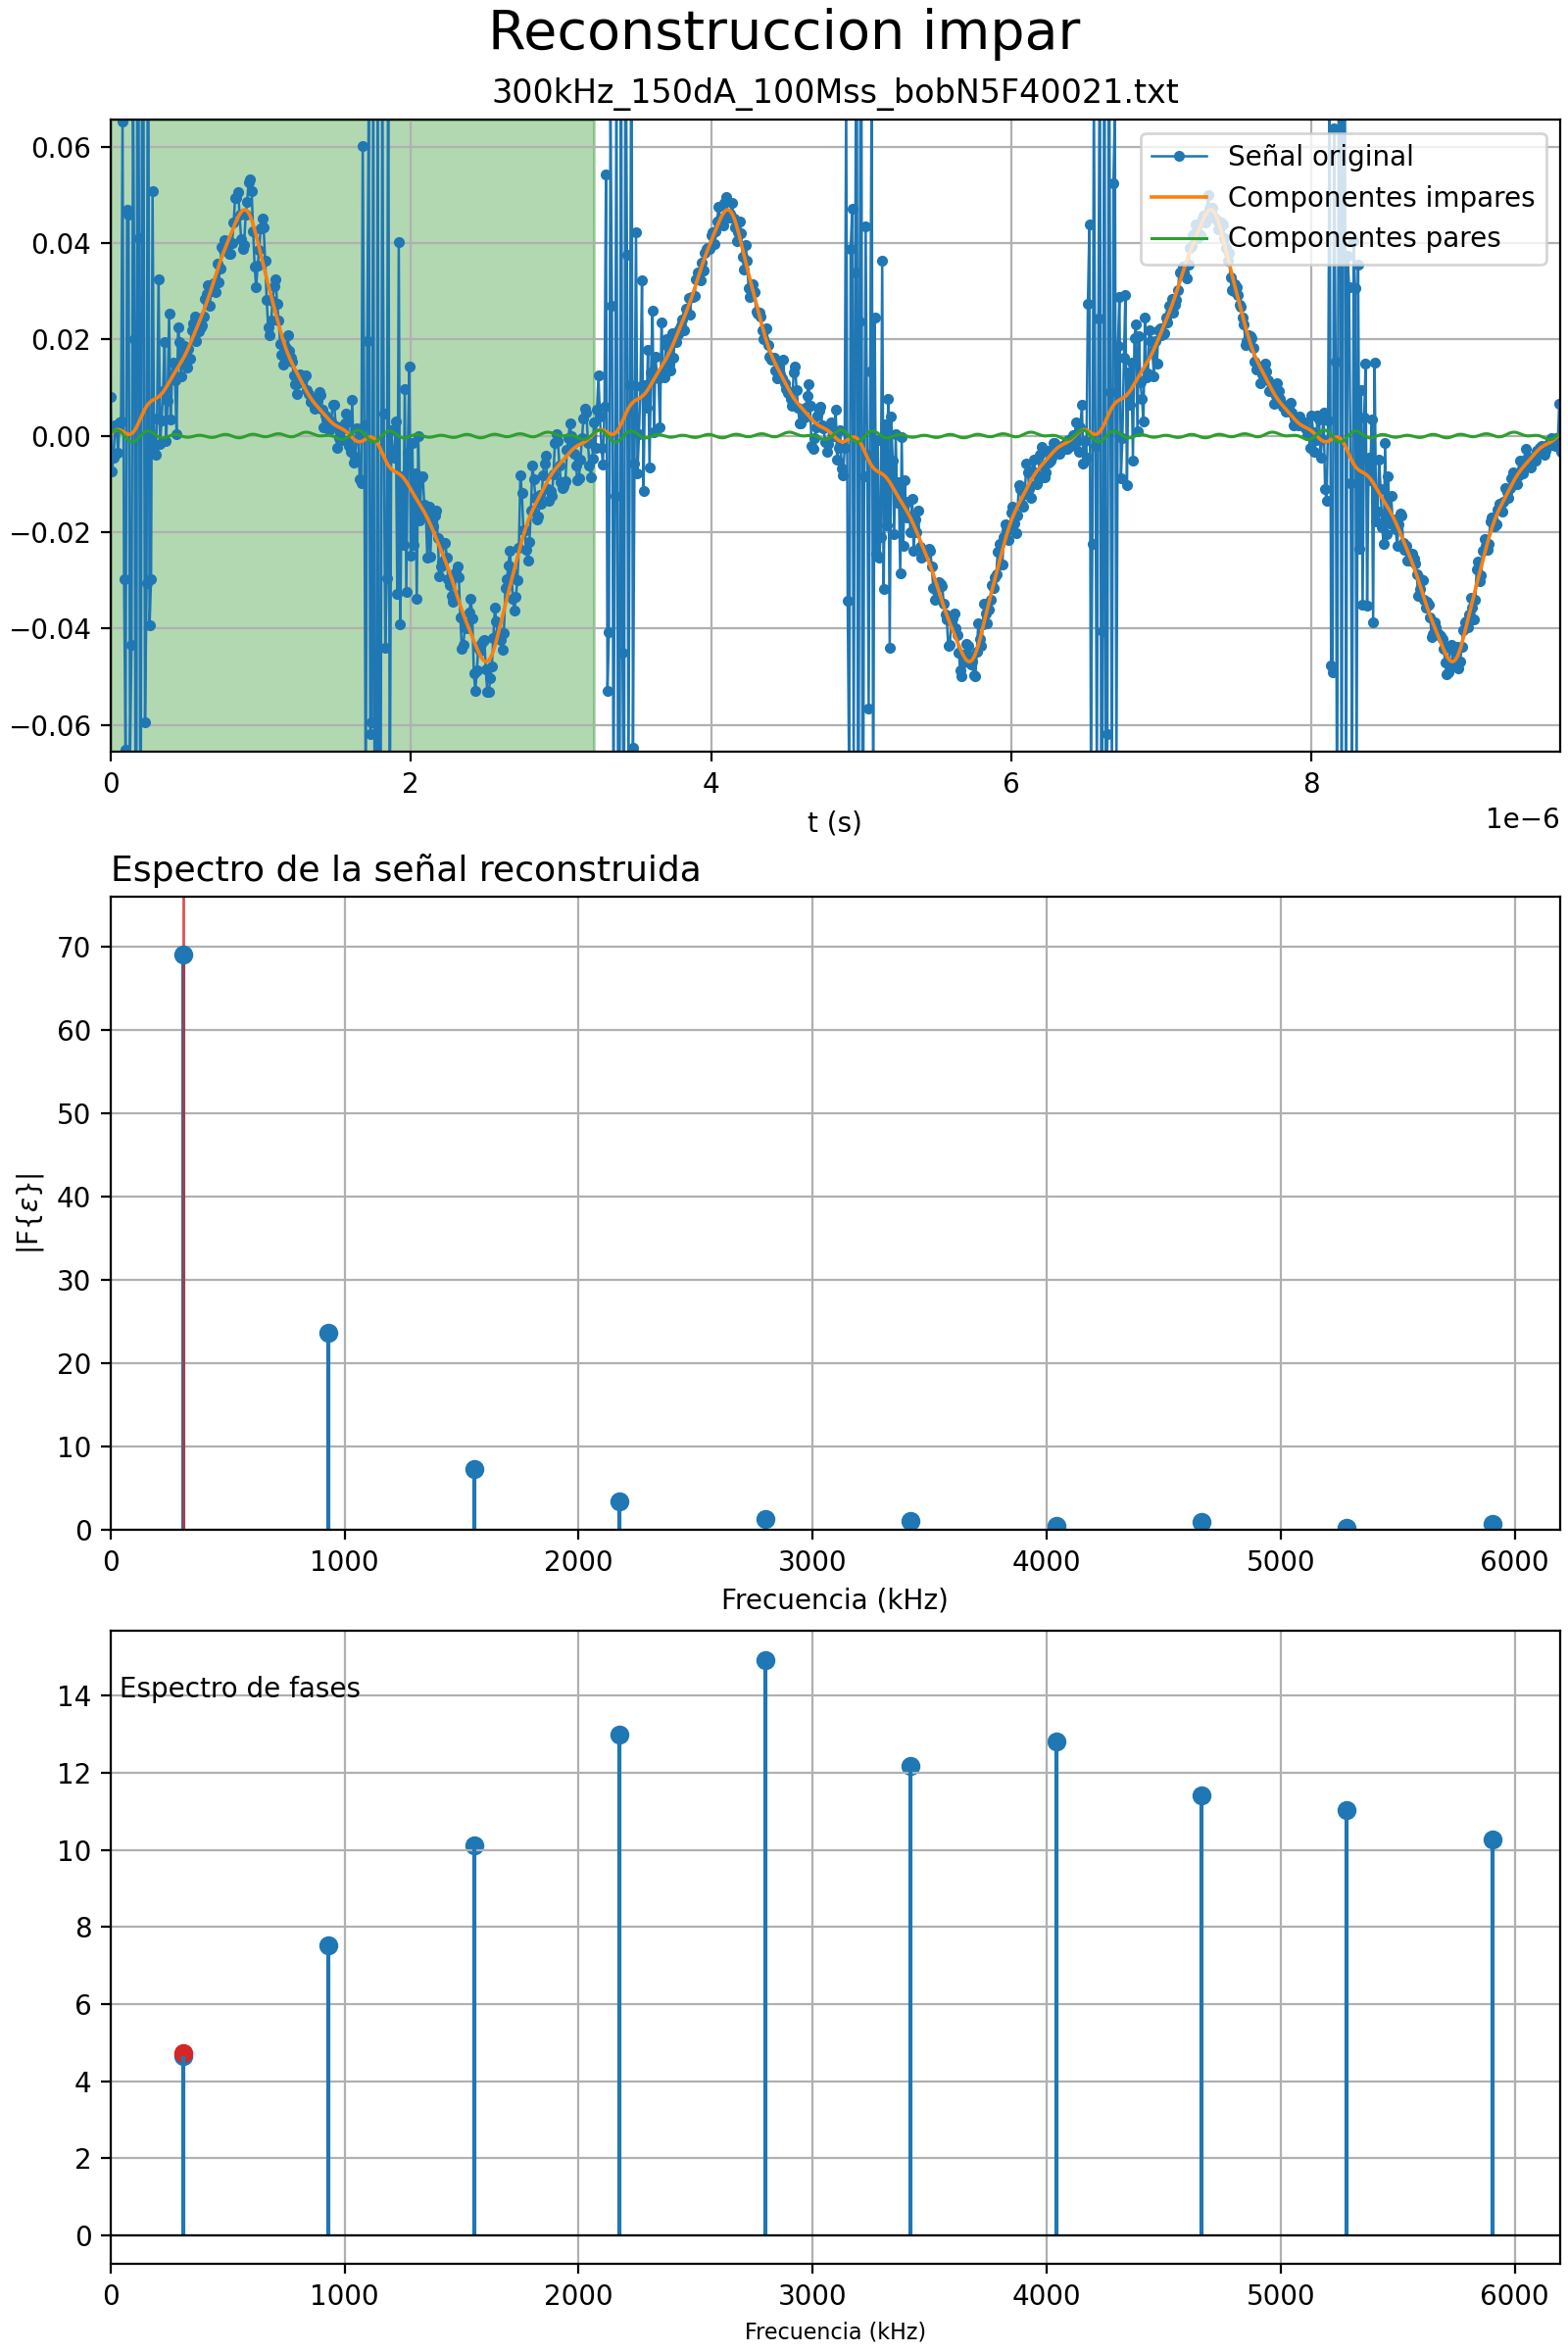 Reconstruccion impar
300kHz_150dA_100Mss_bobN5F40021.txt
0.06
0.04
0.02
0.00
−0.02
−0.04
−0.06
Señal original
Componentes impares
Componentes pares
0 2 4 6 8
1e−6
t (s)
Espectro de la señal reconstruida
70
60
50
40
30
20
10
0
|F{ε}|
0 1000 2000 3000 4000 5000 6000
Frecuencia (kHz)
Espectro de fases
14
12
10
8
6
4
2
0
0 1000 2000 3000 4000 5000 6000
Frecuencia (kHz)